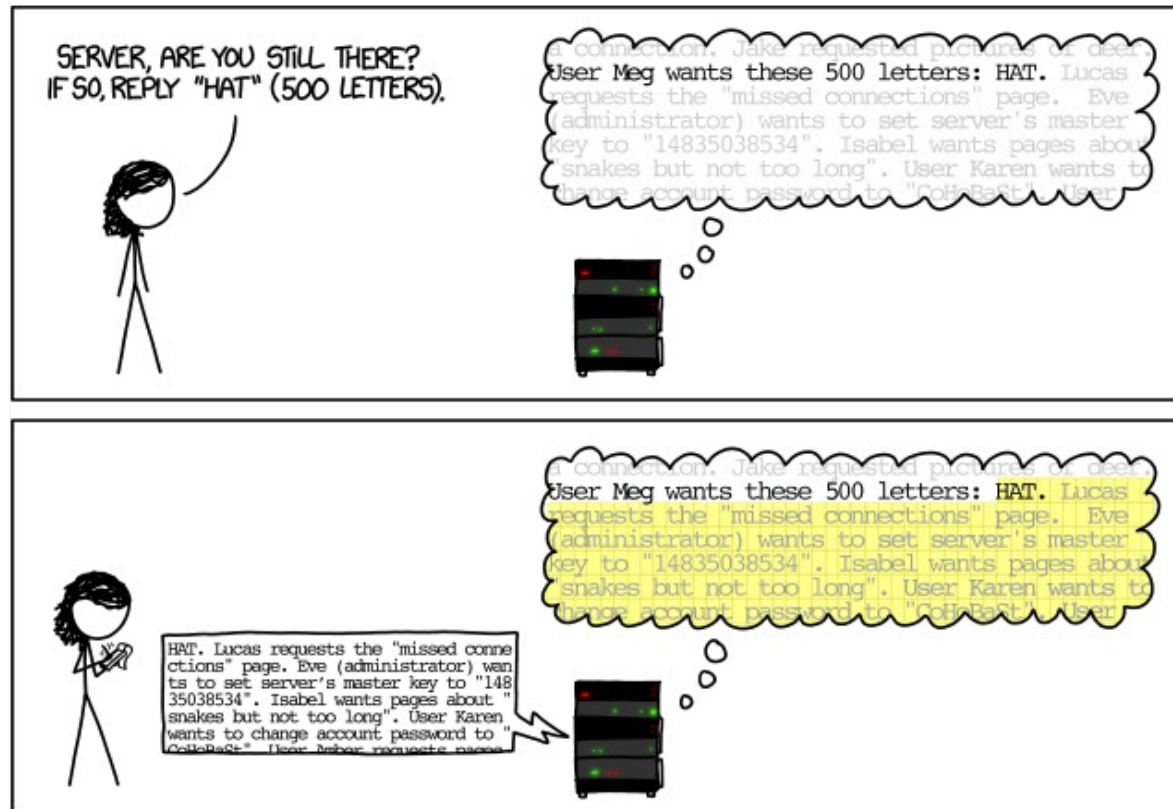 SERVER, ARE YOU STILL THERE?
IF SO, REPLY "HAT" (500 LETTERS).
a connection. Jake requested pictures of deer.
User Meg wants these 500 letters: HAT. Lucas
requests the "missed connections" page. Eve
(administrator) wants to set server's master
key to "14835038534". Isabel wants pages about
"snakes but not too long". User Karen wants to
change account password to "CoHoBaSt". User
a connection. Jake requested pictures of deer.
User Meg wants these 500 letters: HAT. Lucas
requests the "missed connections" page. Eve
(administrator) wants to set server's master
key to "14835038534". Isabel wants pages about
"snakes but not too long". User Karen wants to
change account password to "CoHoBaSt". User
HAT. Lucas requests the "missed conne
ctions" page. Eve (administrator) wan
ts to set server's master key to "148
35038534". Isabel wants pages about "
snakes but not too long". User Karen
wants to change account password to "
CoHoBaSt". User Amber requests pages